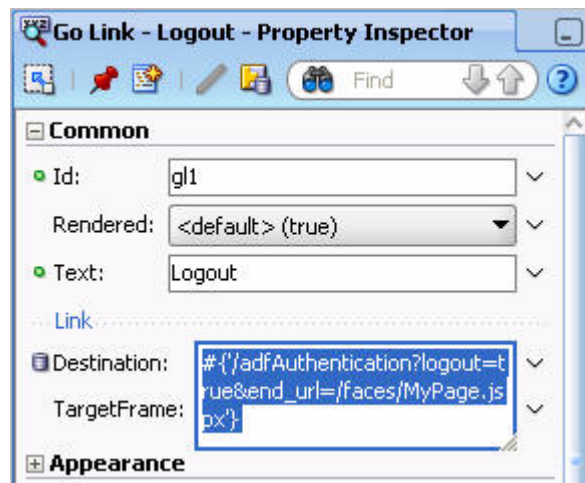 Go Link - Logout - Property Inspector
Find
Common
Id: gl1
Rendered: <default> (true)
Text: Logout
Link
Destination: #{'/adfAuthentication?logout=t
rue&end_url=/faces/MyPage.js
TargetFrame: px'}
Appearance